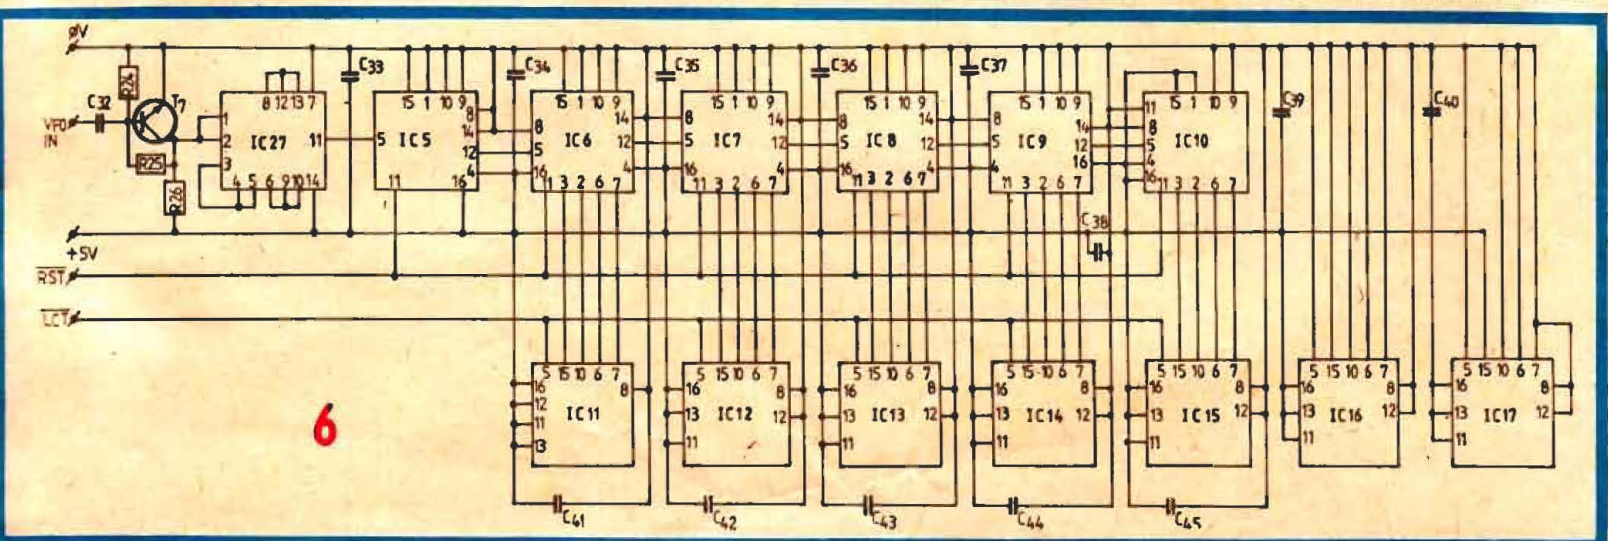 ØV
R24
C32
VFO
IN
T7
R25
R26
8 12 13 7
1
2
3
IC27
11
4 5 6 9 10 14
C33
15 1 10 9
8
14
12
4
5
IC5
11
16
C34
15 1 10 9
8
5
16
IC6
14
12
4
11 3 2 6 7
C35
15 1 10 9
8
5
16
IC7
14
12
4
11 3 2 6 7
C36
15 1 10 9
8
5
16
IC8
14
12
4
11 3 2 6 7
C37
15 1 10 9
8
5
16
IC9
14
12
16
11 3 2 6 7
C38
15 1 10 9
11
8
5
4
16
IC10
11 3 2 6 7
C39
C40
+5V
RST
LCT
5 15 10 6 7
16
12
11
13
8
IC11
C41
5 15 10 6 7
16
13
11
8
12
IC12
C42
5 15 10 6 7
16
13
11
8
12
IC13
C43
5 15 10 6 7
16
13
11
8
12
IC14
C44
5 15 10 6 7
16
13
11
8
12
IC15
C45
5 15 10 6 7
16
13
11
8
12
IC16
5 15 10 6 7
16
13
11
8
12
IC17
6